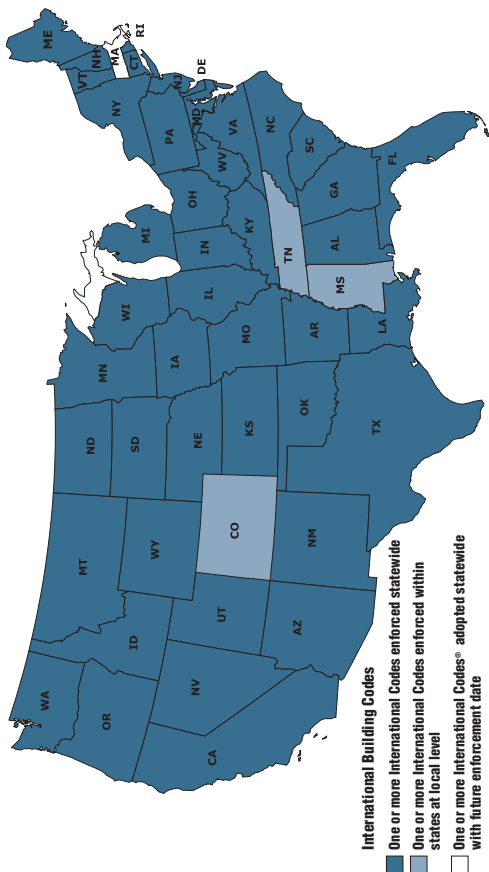 WA
OR
CA
NV
ID
MT
WY
UT
AZ
CO
NM
ND
SD
NE
KS
OK
TX
MN
IA
MO
AR
LA
WI
IL
MI
IN
OH
KY
TN
MS
AL
GA
FL
SC
NC
VA
WV
MD
DE
PA
NJ
NY
CT
RI
MA
VT
NH
ME
International Building Codes
One or more International Codes enforced statewide
One or more International Codes enforced within
states at local level
One or more International Codes® adopted statewide
with future enforcement date